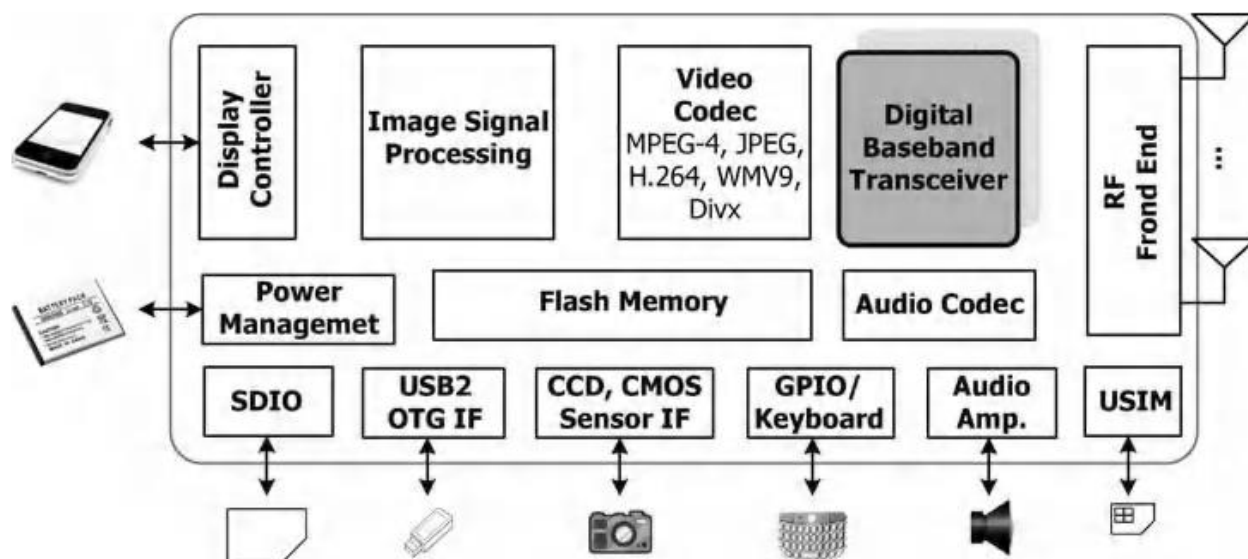 Display
Controller
Image Signal
Processing
Video
Codec
MPEG-4, JPEG,
H.264, WMV9,
Divx
Digital
Baseband
Transceiver
RF
Frond End
...
Power
Managemet
Flash Memory
Audio Codec
BATTERY PACK
SDIO
USB2
OTG IF
CCD, CMOS
Sensor IF
GPIO/
Keyboard
Audio
Amp.
USIM